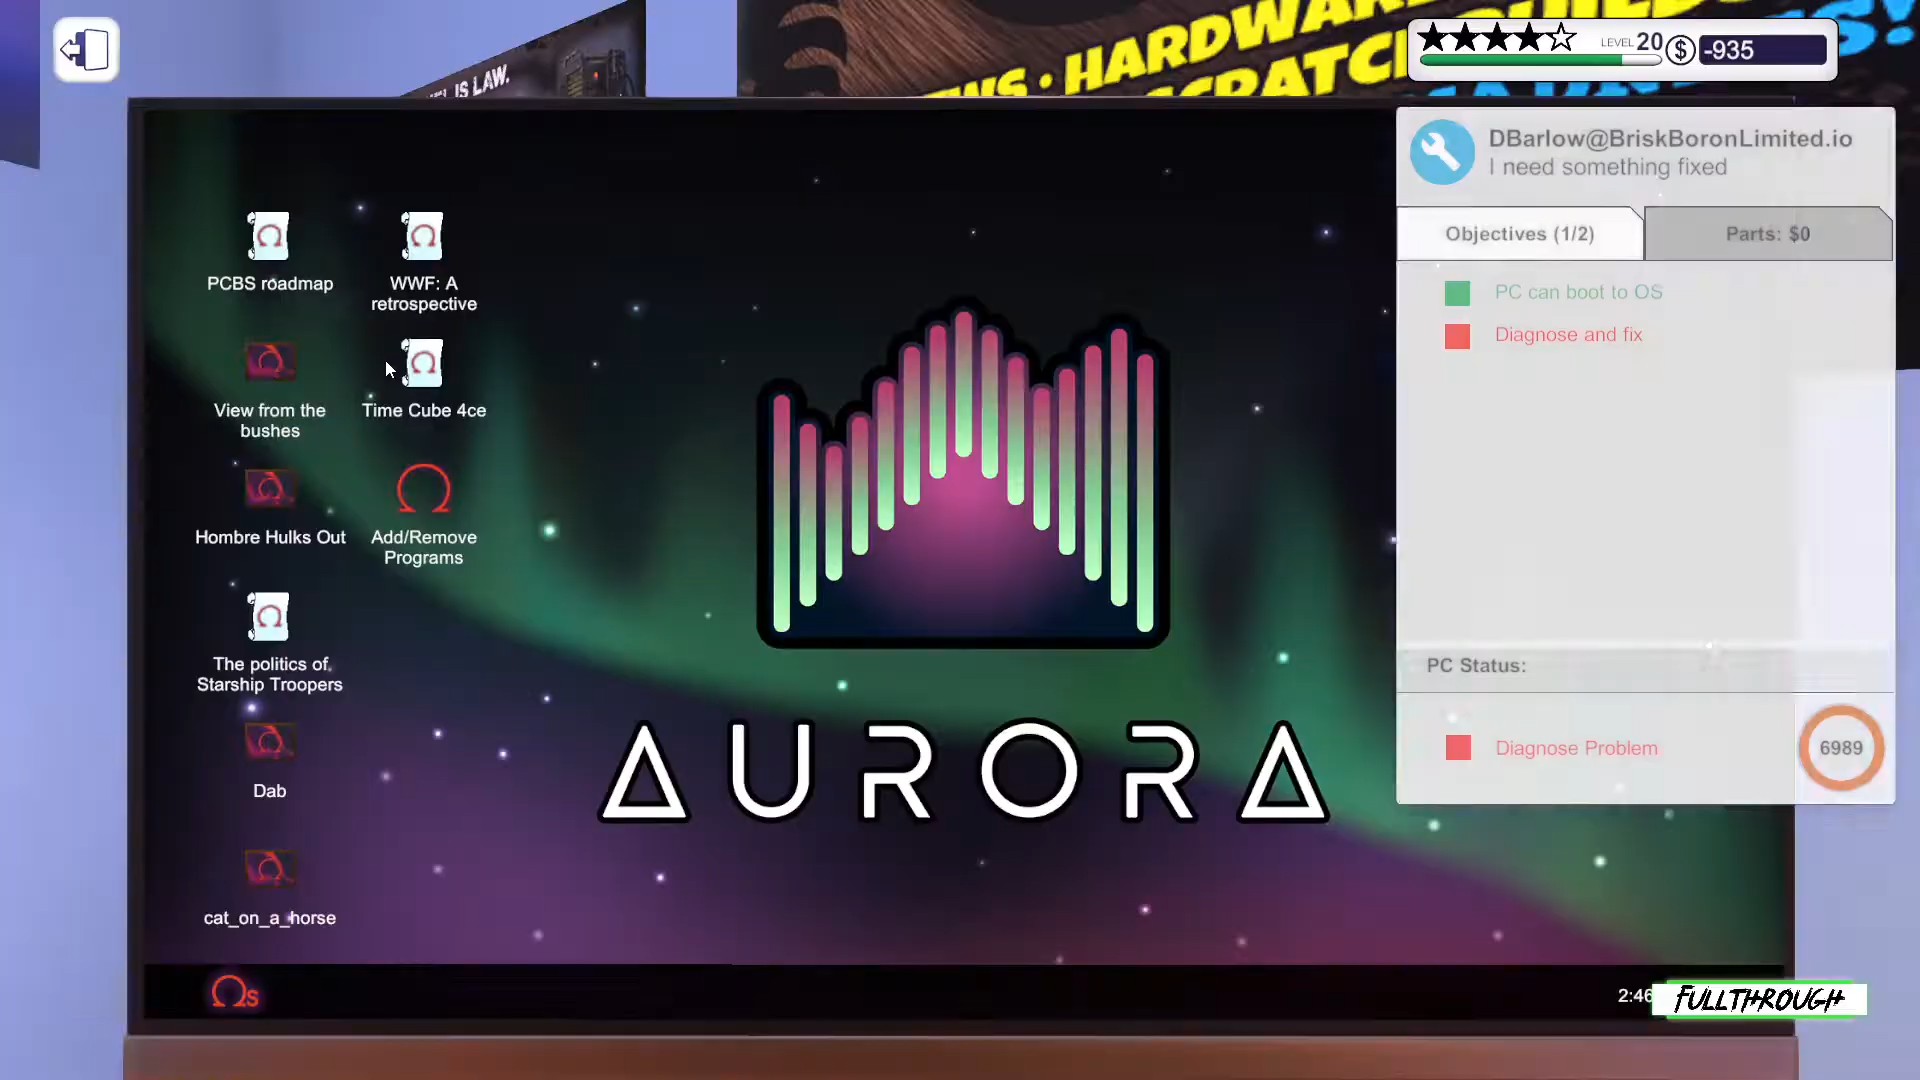 IS LAW.
WS · HARDWAR
SCRATCH
LEVEL 20
$ -935
DBarlow@BriskBoronLimited.io
I need something fixed
Objectives (1/2)
Parts: $0
PC can boot to OS
Diagnose and fix
PC Status:
Diagnose Problem
6989
PCBS roadmap
WWF: A
retrospective
View from the
bushes
Time Cube 4ce
Hombre Hulks Out
Add/Remove
Programs
The politics of
Starship Troopers
Dab
cat_on_a_horse
AURORA
Ωs
2:46
FULLTHROUGH